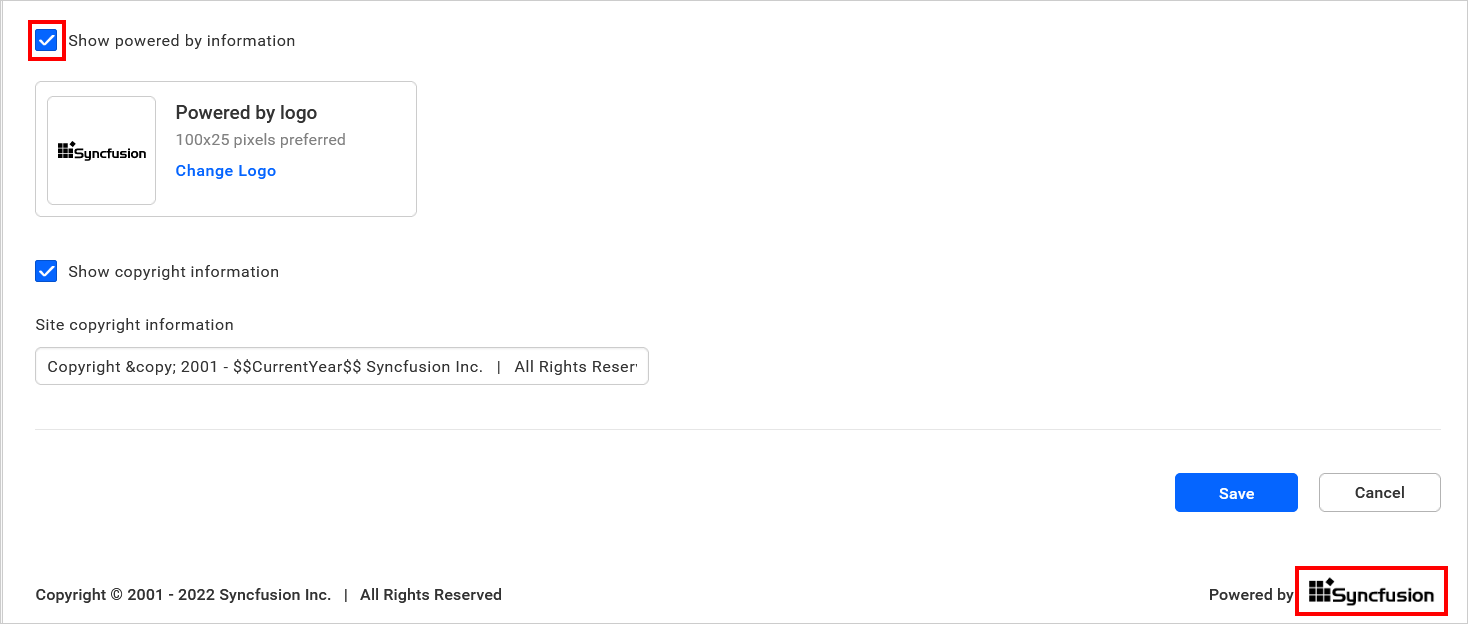 Show powered by information
Syncfusion
Powered by logo
100x25 pixels preferred
Change Logo
Show copyright information
Site copyright information
Copyright &copy; 2001 - $$CurrentYear$$ Syncfusion Inc. | All Rights Reser
Save
Cancel
Copyright © 2001 - 2022 Syncfusion Inc. | All Rights Reserved
Powered by Syncfusion